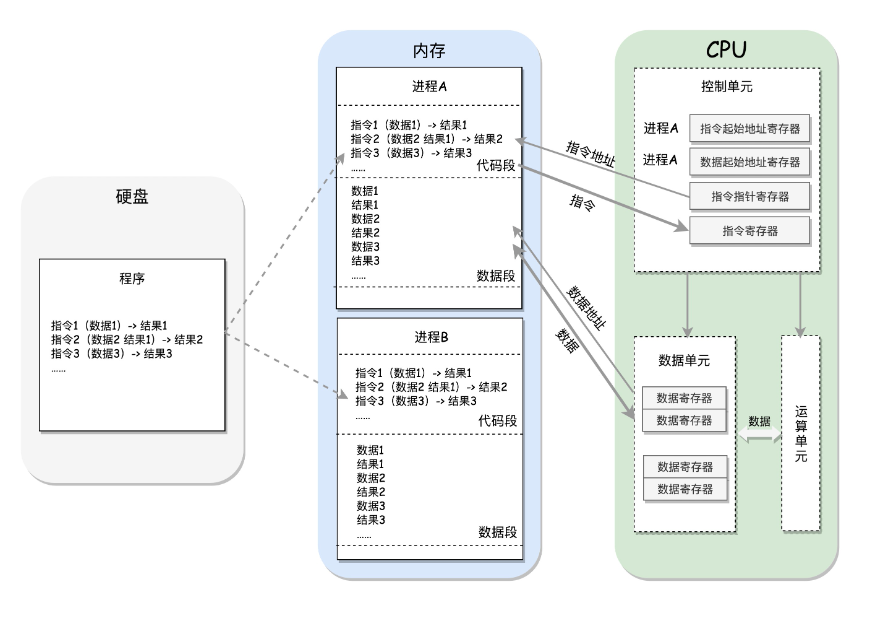 硬盘
程序
指令1（数据1）-> 结果1
指令2（数据2 结果1）-> 结果2
指令3（数据3）-> 结果3
......
内存
进程A
指令1（数据1）-> 结果1
指令2（数据2 结果1）-> 结果2
指令3（数据3）-> 结果3
......
代码段
数据1
结果1
数据2
结果2
数据3
结果3
......
数据段
进程B
指令1（数据1）-> 结果1
指令2（数据2 结果1）-> 结果2
指令3（数据3）-> 结果3
......
代码段
数据1
结果1
数据2
结果2
数据3
结果3
......
数据段
指令地址
指令
数据地址
数据
CPU
控制单元
进程A
指令起始地址寄存器
进程A
数据起始地址寄存器
指令指针寄存器
指令寄存器
数据单元
数据寄存器
数据寄存器
数据寄存器
数据寄存器
数据
运算单元